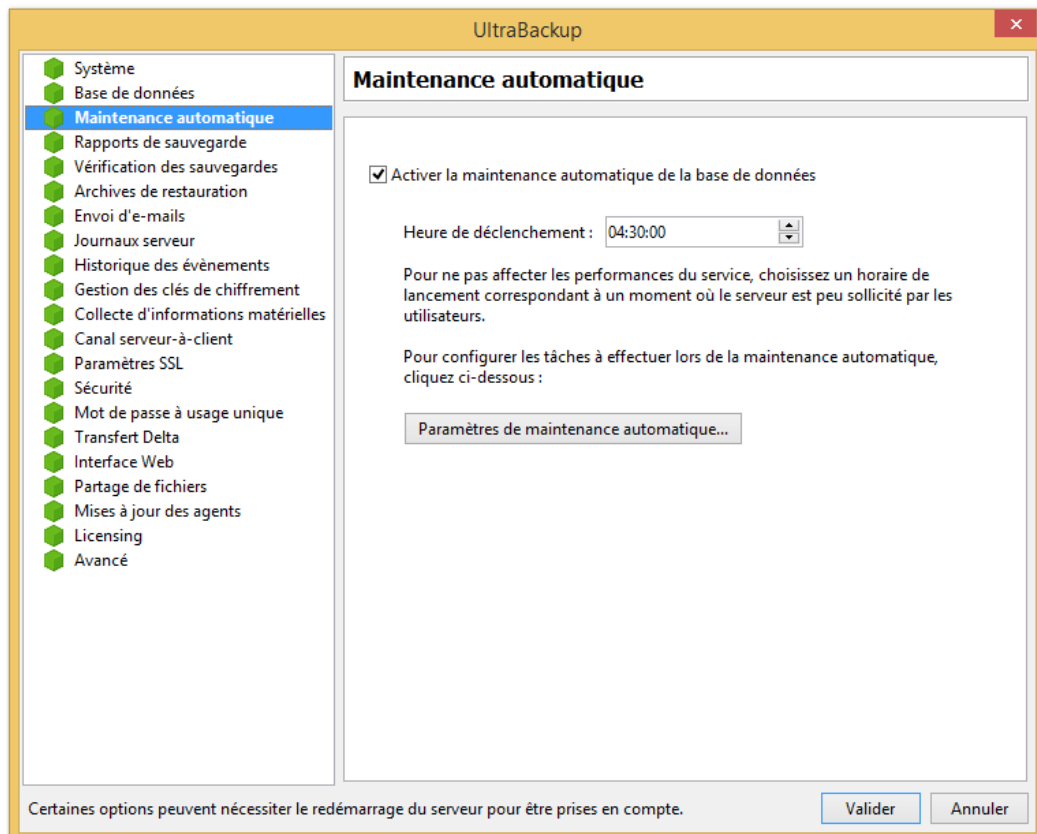 UltraBackup
Système
Base de données
Maintenance automatique
Rapports de sauvegarde
Vérification des sauvegardes
Archives de restauration
Envoi d'e-mails
Journaux serveur
Historique des évènements
Gestion des clés de chiffrement
Collecte d'informations matérielles
Canal serveur-à-client
Paramètres SSL
Sécurité
Mot de passe à usage unique
Transfert Delta
Interface Web
Partage de fichiers
Mises à jour des agents
Licensing
Avancé
Maintenance automatique
Activer la maintenance automatique de la base de données
Heure de déclenchement : 04:30:00
Pour ne pas affecter les performances du service, choisissez un horaire de
lancement correspondant à un moment où le serveur est peu sollicité par les
utilisateurs.
Pour configurer les tâches à effectuer lors de la maintenance automatique,
cliquez ci-dessous :
Paramètres de maintenance automatique...
Certaines options peuvent nécessiter le redémarrage du serveur pour être prises en compte.
Valider
Annuler